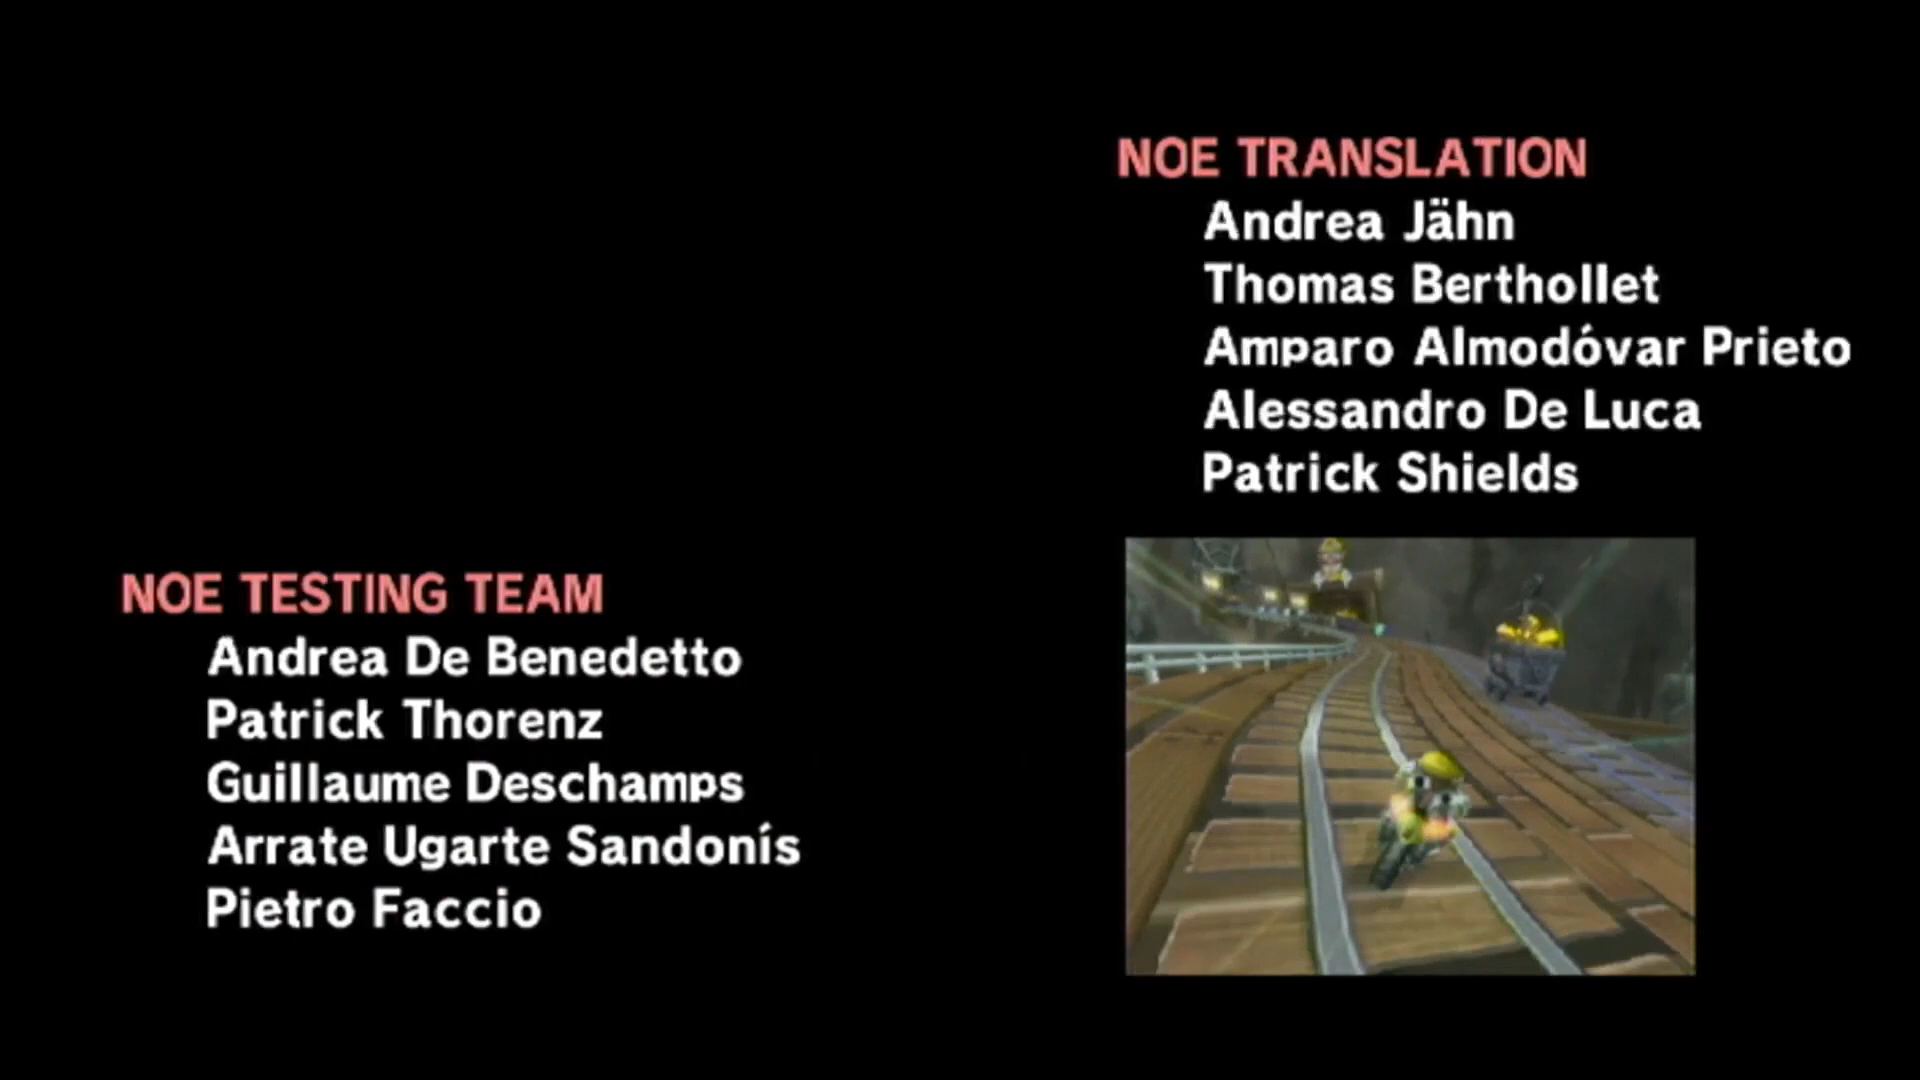 NOE TRANSLATION
Andrea Jähn
Thomas Berthollet
Amparo Almodóvar Prieto
Alessandro De Luca
Patrick Shields
NOE TESTING TEAM
Andrea De Benedetto
Patrick Thorenz
Guillaume Deschamps
Arrate Ugarte Sandonís
Pietro Faccio